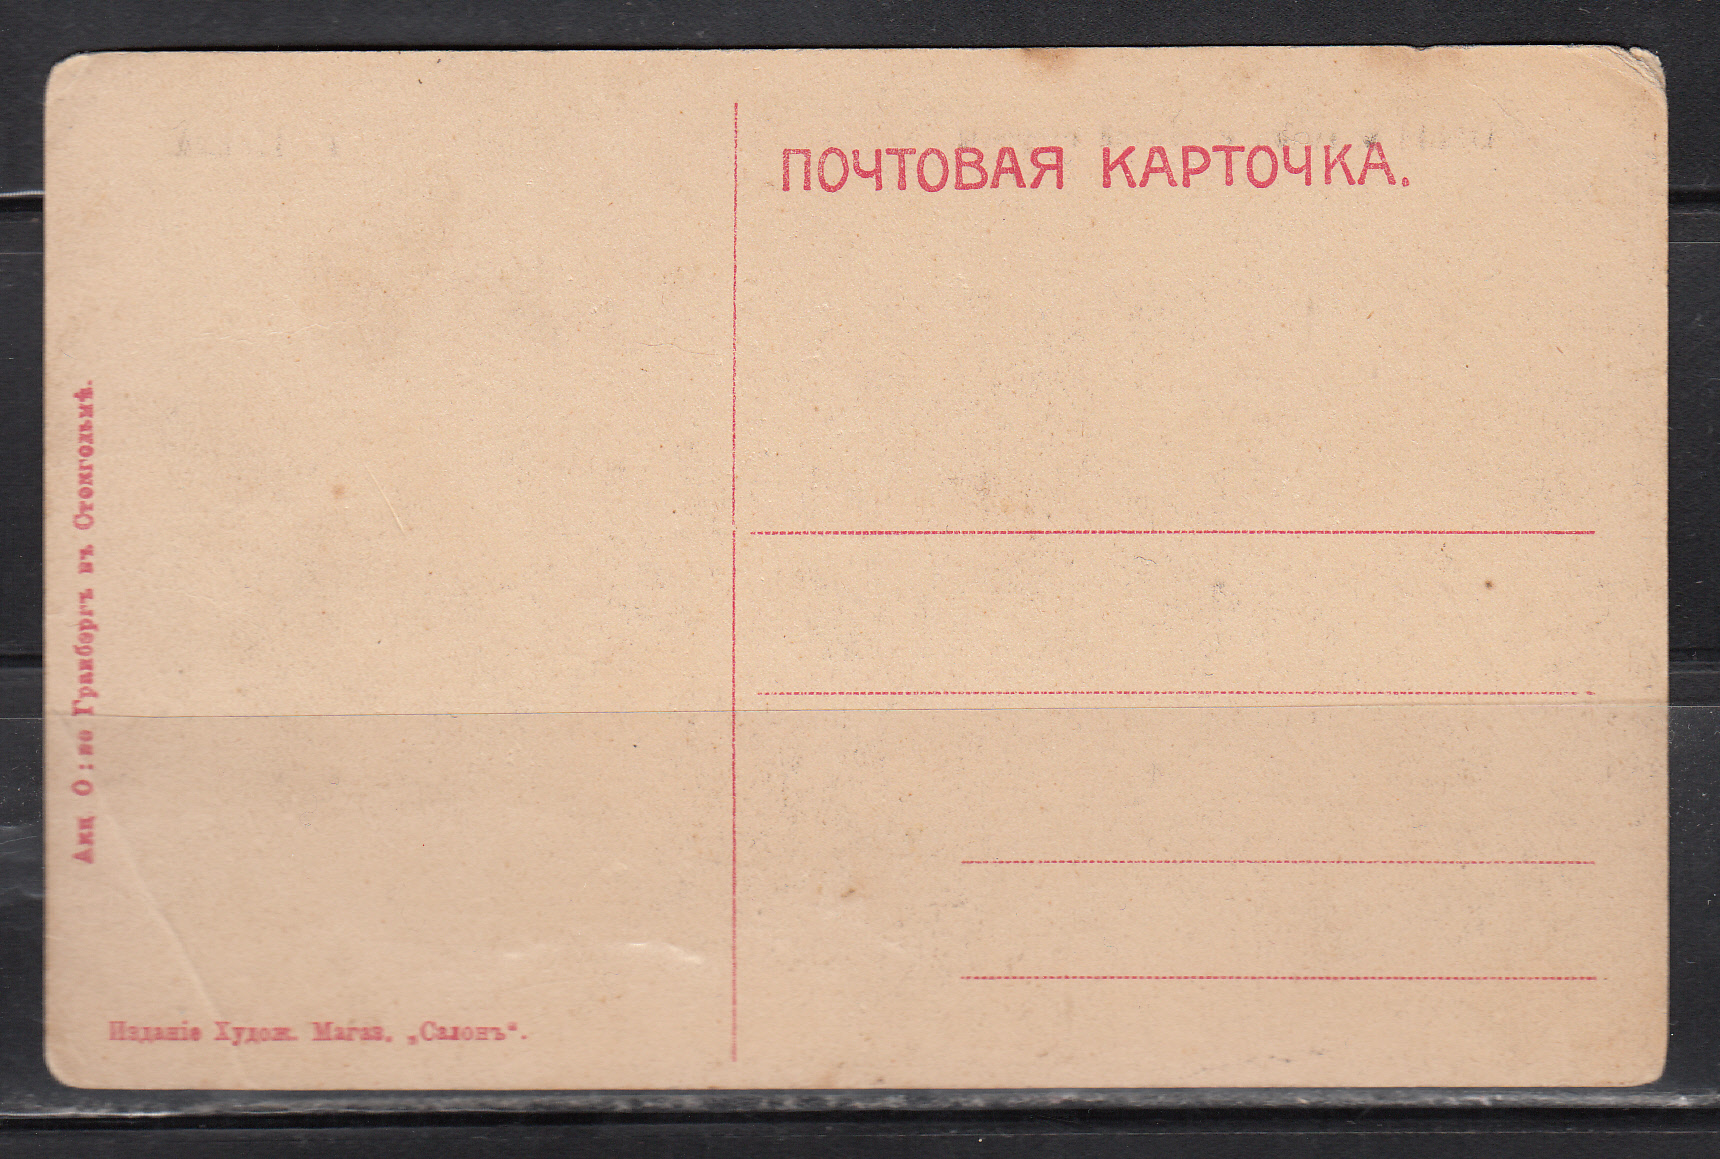 ПОЧТОВАЯ КАРТОЧКА.
Акц О:во Гранбергъ въ Стокгольмѣ.
Изданіе Худож. Магаз. „Салонъ“.